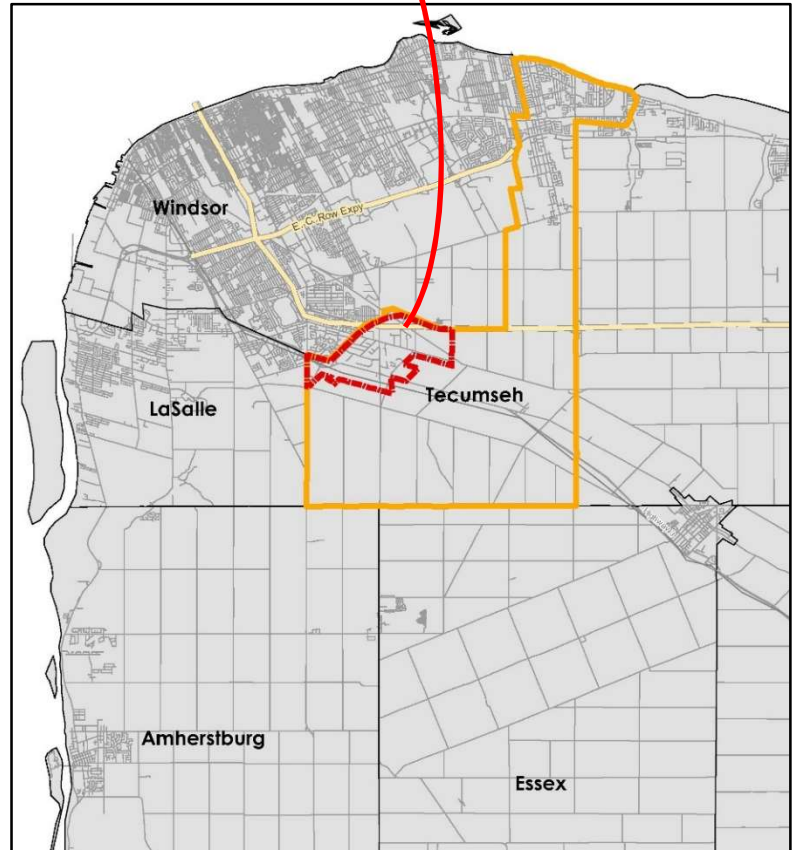 Windsor
E. C. Row Expy
LaSalle
Tecumseh
Amherstburg
Essex